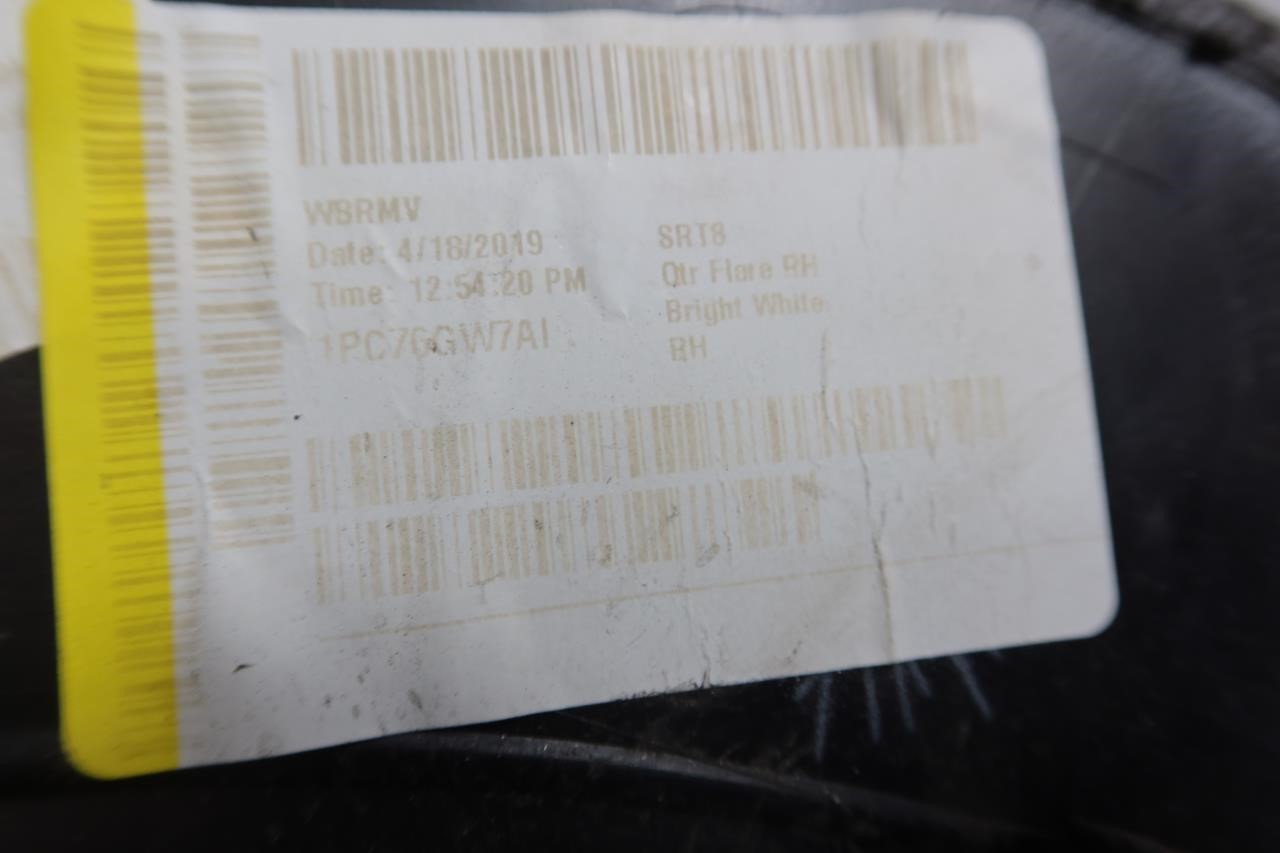 W8RMV
Date: 4/18/2019
Time: 12:54:20 PM
1PC76GW7AI
SRT8
Qtr Flare RH
Bright White
RH